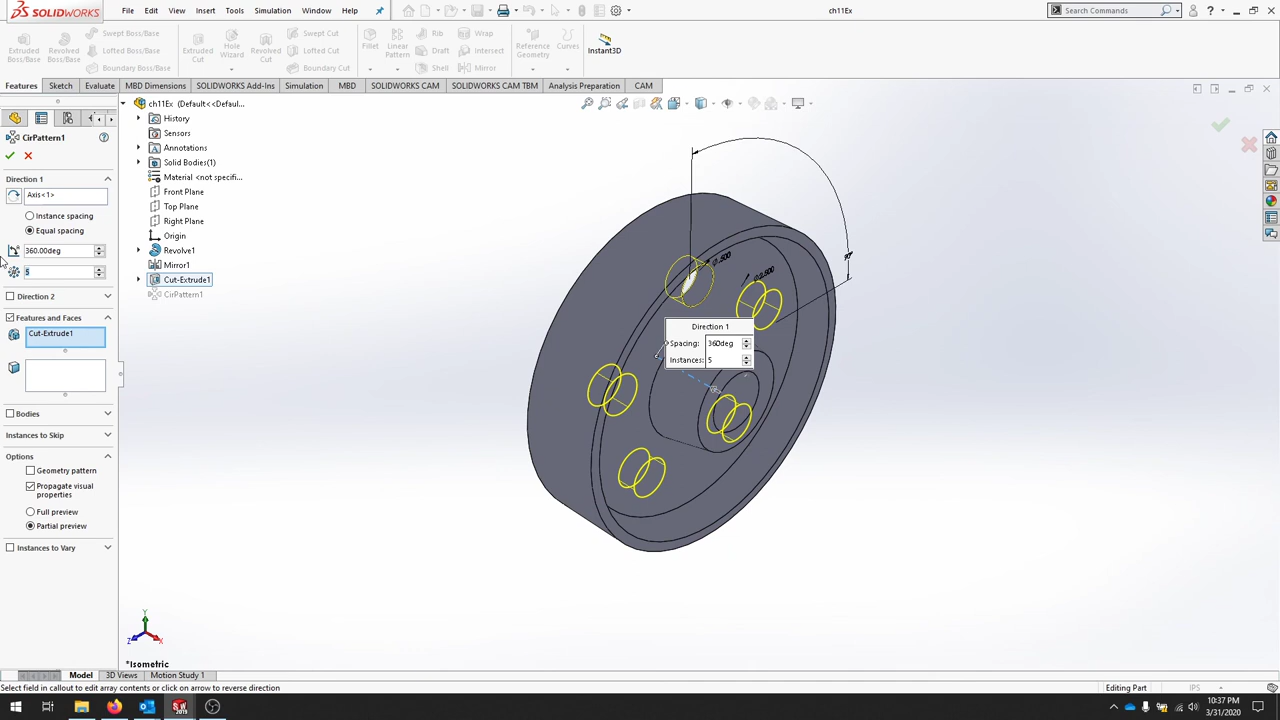 SOLIDWORKS
File Edit View Insert Tools Simulation Window Help
ch11Ex
Search Commands
Extruded Boss/Base
Revolved Boss/Base
Swept Boss/Base
Lofted Boss/Base
Boundary Boss/Base
Extruded Cut
Hole Wizard
Revolved Cut
Swept Cut
Lofted Cut
Boundary Cut
Fillet
Linear Pattern
Rib
Draft
Shell
Wrap
Intersect
Mirror
Reference Geometry
Curves
Instant3D
Features Sketch Evaluate MBD Dimensions SOLIDWORKS Add-Ins Simulation MBD SOLIDWORKS CAM SOLIDWORKS CAM TBM Analysis Preparation CAM
CirPattern1
Direction 1
Axis<1>
Instance spacing
Equal spacing
360.00deg
5
Direction 2
Features and Faces
Cut-Extrude1
Bodies
Instances to Skip
Options
Geometry pattern
Propagate visual
properties
Full preview
Partial preview
Instances to Vary
ch11Ex (Default<<Defaul...
History
Sensors
Annotations
Solid Bodies(1)
Material <not specifi...
Front Plane
Top Plane
Right Plane
Origin
Revolve1
Mirror1
Cut-Extrude1
CirPattern1
Direction 1
Spacing: 360deg
Instances: 5
Y
Z
X
*Isometric
Model 3D Views Motion Study 1
Select field in callout to edit array contents or click on arrow to reverse direction
Editing Part
IPS
10:37 PM
3/31/2020